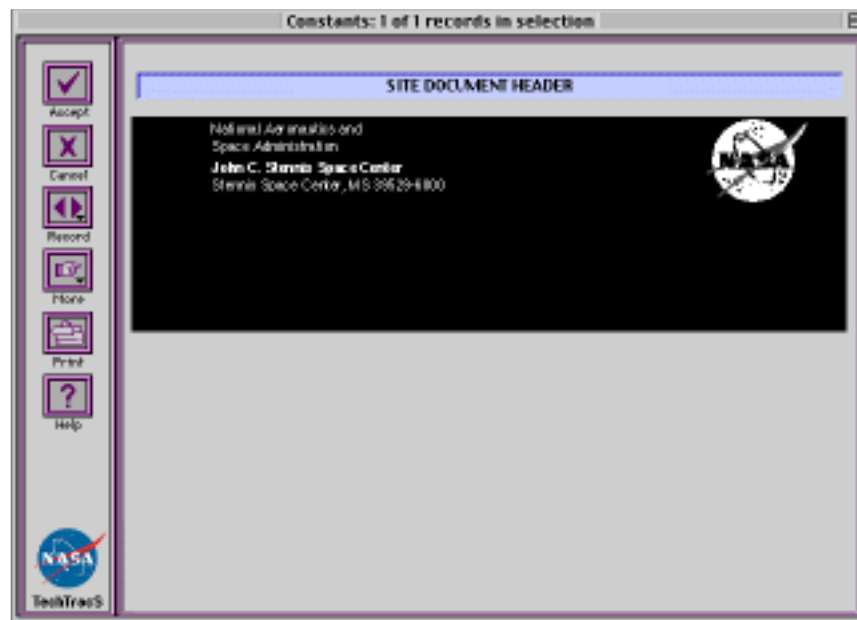 Constants: 1 of 1 records in selection
SITE DOCUMENT HEADER
Accept
Cancel
Record
More
Print
Help
National Aeronautics and
Space Administration
John C. Stennis Space Center
Stennis Space Center, MS 39529-6000
NASA
NASA
TechTracS